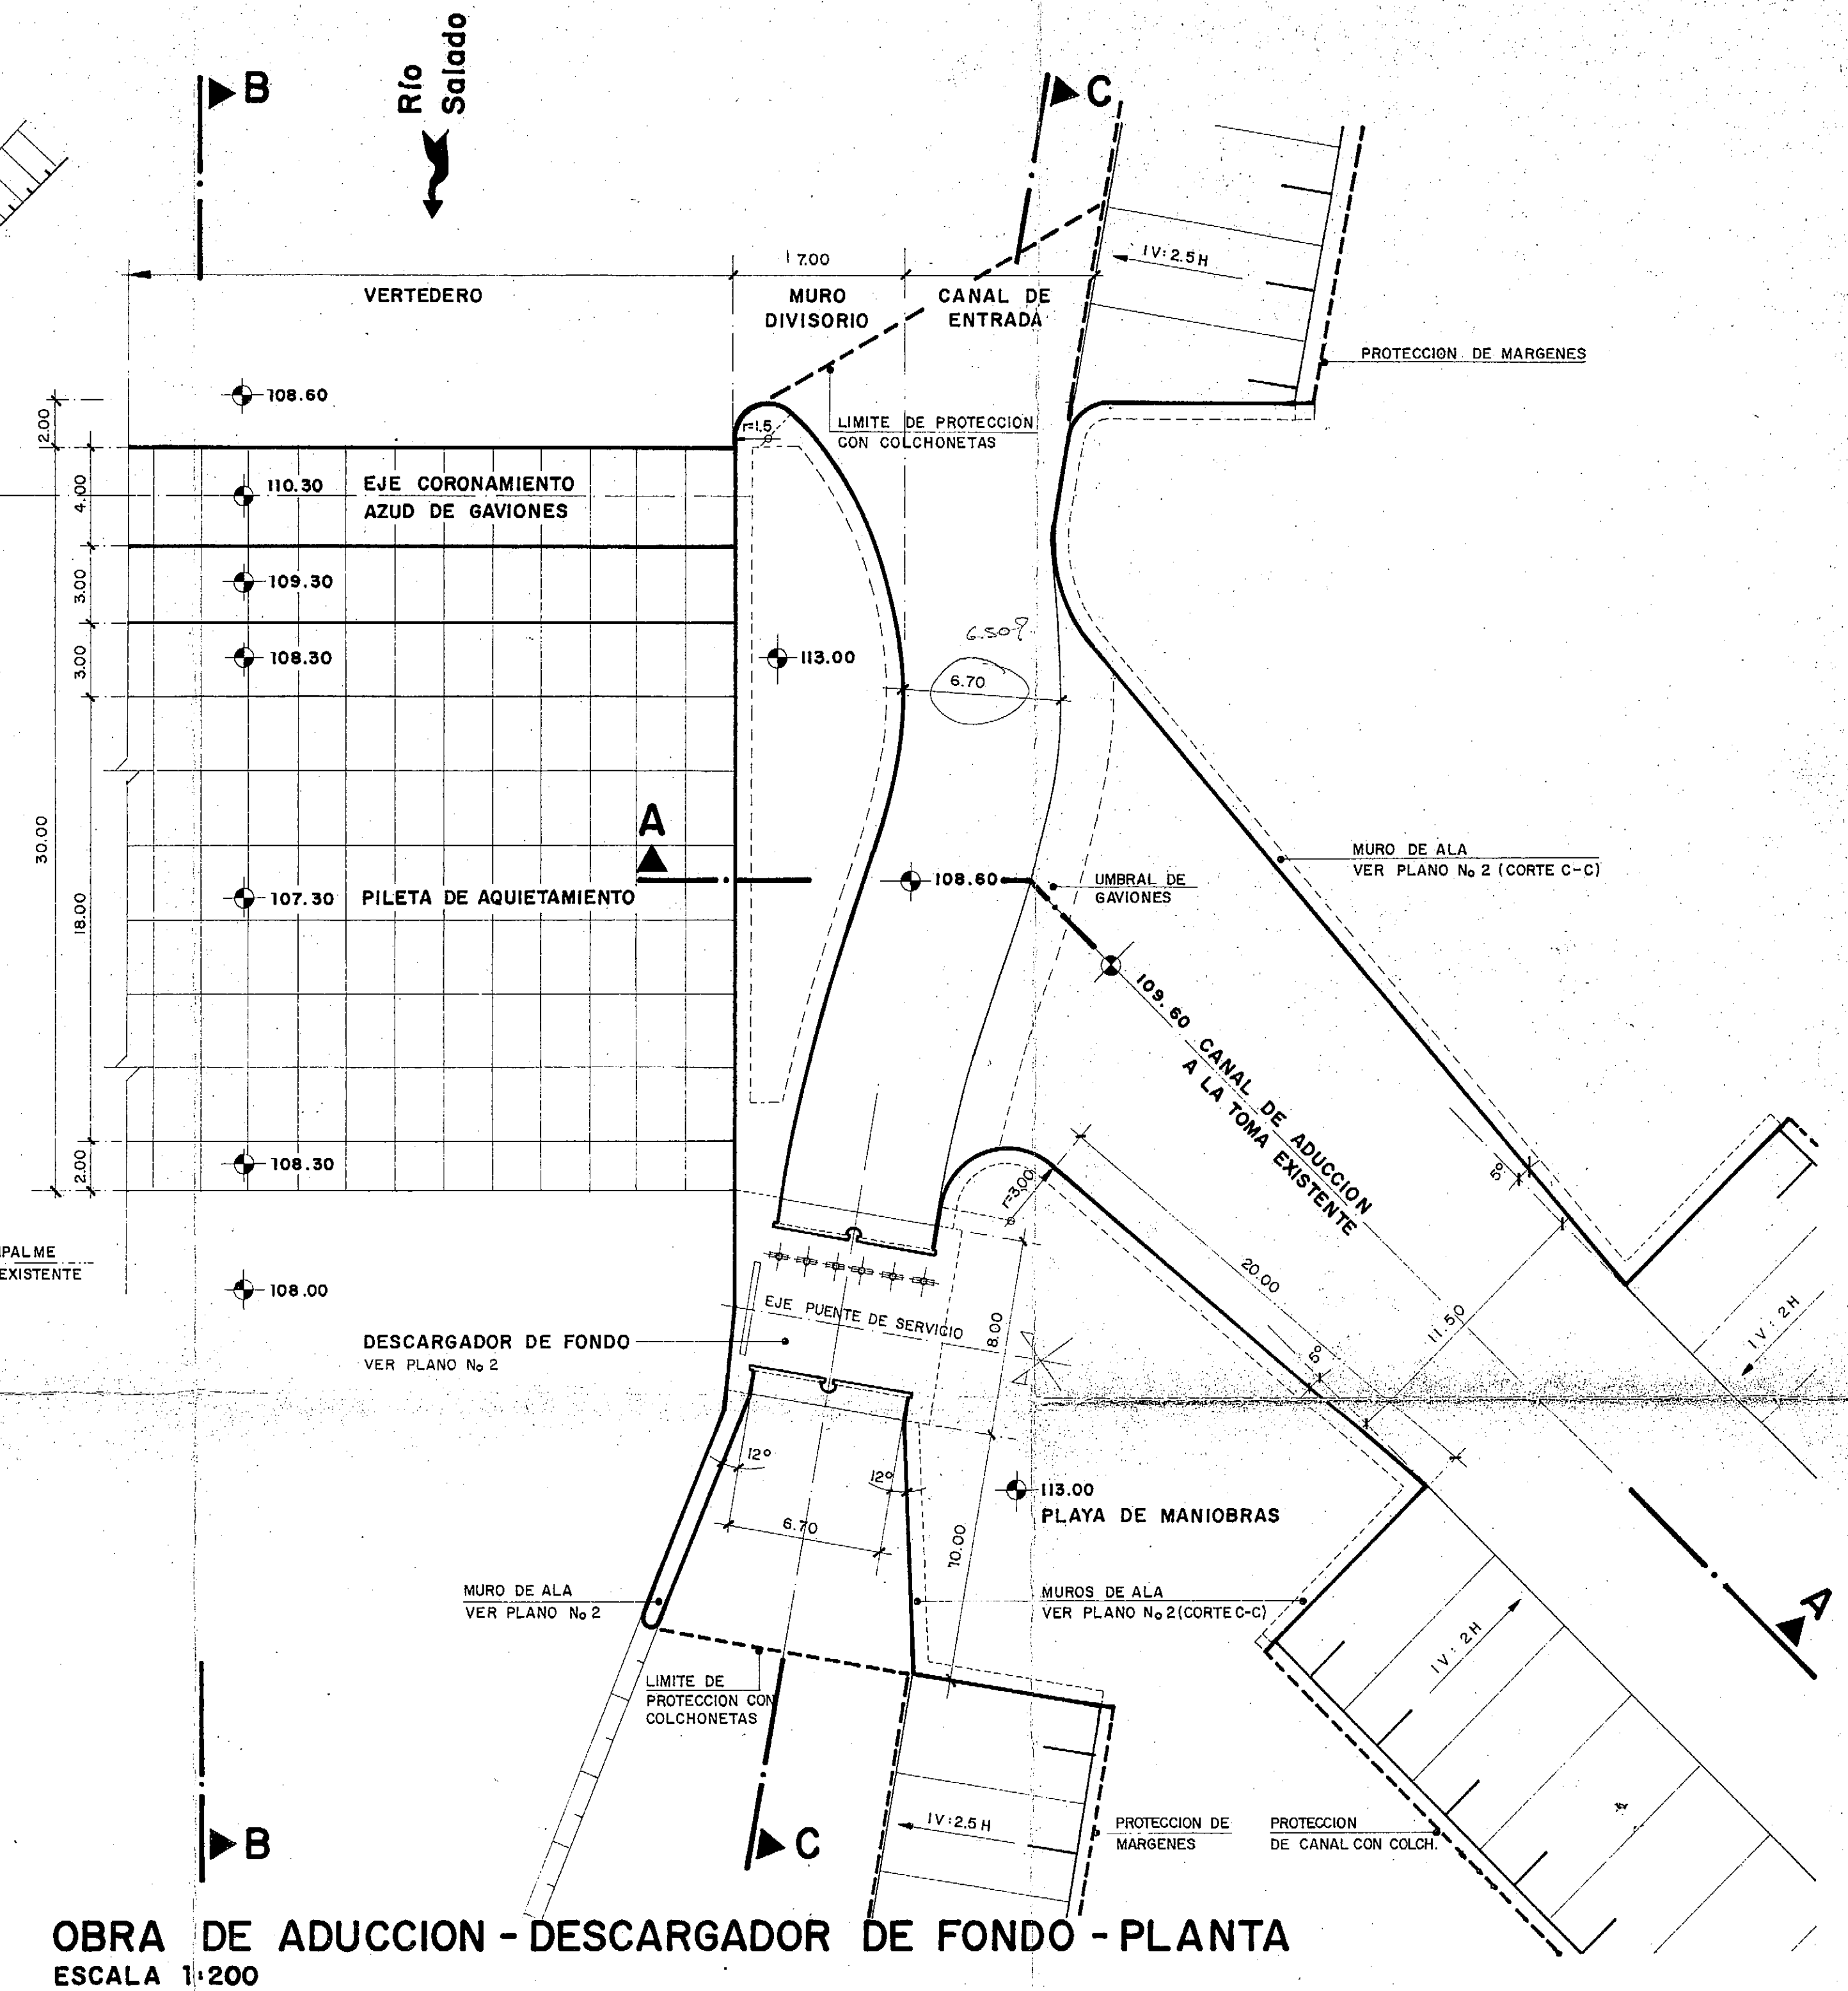 B
Río
Salado
C
7.00
1V:2.5H
VERTEDERO
MURO
DIVISORIO
CANAL DE
ENTRADA
PROTECCION DE MARGENES
108.60
2.00
r=1.5
LIMITE DE PROTECCION
CON COLCHONETAS
4.00
110.30
EJE CORONAMIENTO
AZUD DE GAVIONES
3.00
109.30
3.00
108.30
113.00
6.50?
6.70
30.00
A
MURO DE ALA
VER PLANO No 2 (CORTE C-C)
108.60
UMBRAL DE
GAVIONES
18.00
107.30
PILETA DE AQUIETAMIENTO
109.60 CANAL DE ADUCCION
A LA TOMA EXISTENTE
2.00
108.30
r=3.00
5º
PALME
EXISTENTE
108.00
20.00
11.50
1V:2H
EJE PUENTE DE SERVICIO
8.00
DESCARGADOR DE FONDO
VER PLANO No 2
5º
12º
12º
113.00
PLAYA DE MANIOBRAS
6.70
10.00
MURO DE ALA
VER PLANO No 2
MUROS DE ALA
VER PLANO No 2 (CORTE C-C)
A
1V:2H
LIMITE DE
PROTECCION CON
COLCHONETAS
B
C
1V:2.5H
PROTECCION DE
MARGENES
PROTECCION
DE CANAL CON COLCH.
OBRA DE ADUCCION - DESCARGADOR DE FONDO - PLANTA
ESCALA 1:200